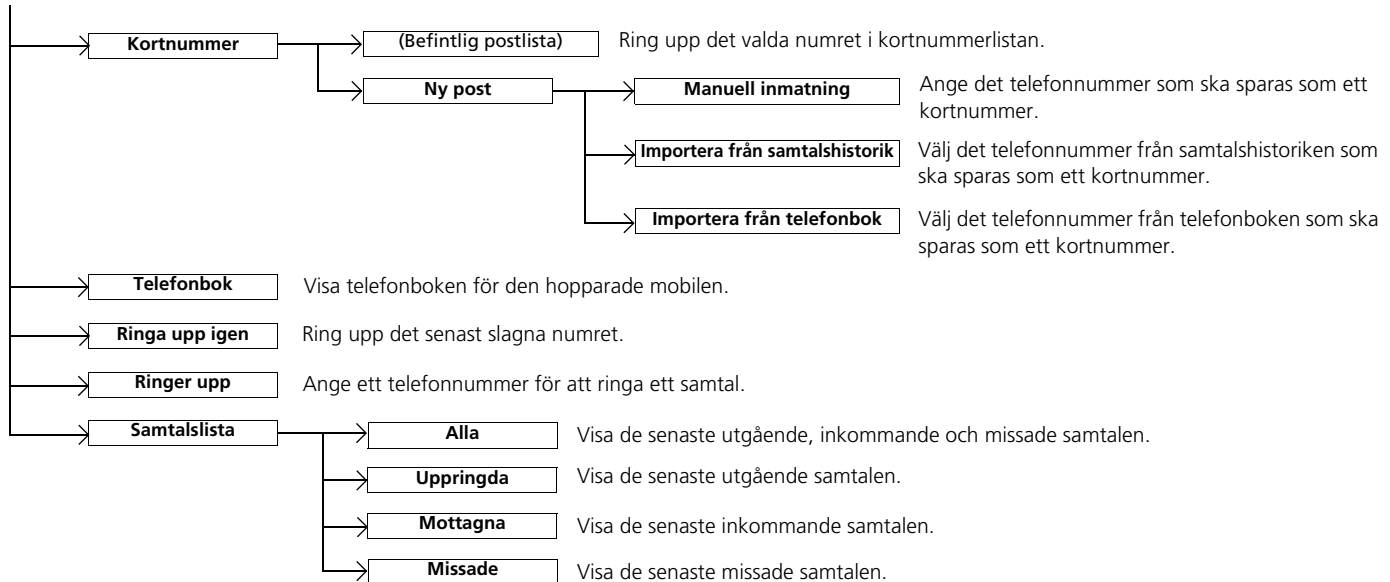 Kortnummer (Befintlig postlista) Ring upp det valda numret i kortnummerlistan.
Ny post Manuell inmatning Ange det telefonnummer som ska sparas som ett
kortnummer.
Importera från samtalshistorik Välj det telefonnummer från samtalshistoriken som
ska sparas som ett kortnummer.
Importera från telefonbok Välj det telefonnummer från telefonboken som ska
sparas som ett kortnummer.
Telefonbok Visa telefonboken för den hopparade mobilen.
Ringa upp igen Ring upp det senast slagna numret.
Ringer upp Ange ett telefonnummer för att ringa ett samtal.
Samtalslista Alla Visa de senaste utgående, inkommande och missade samtalen.
Uppringda Visa de senaste utgående samtalen.
Mottagna Visa de senaste inkommande samtalen.
Missade Visa de senaste missade samtalen.